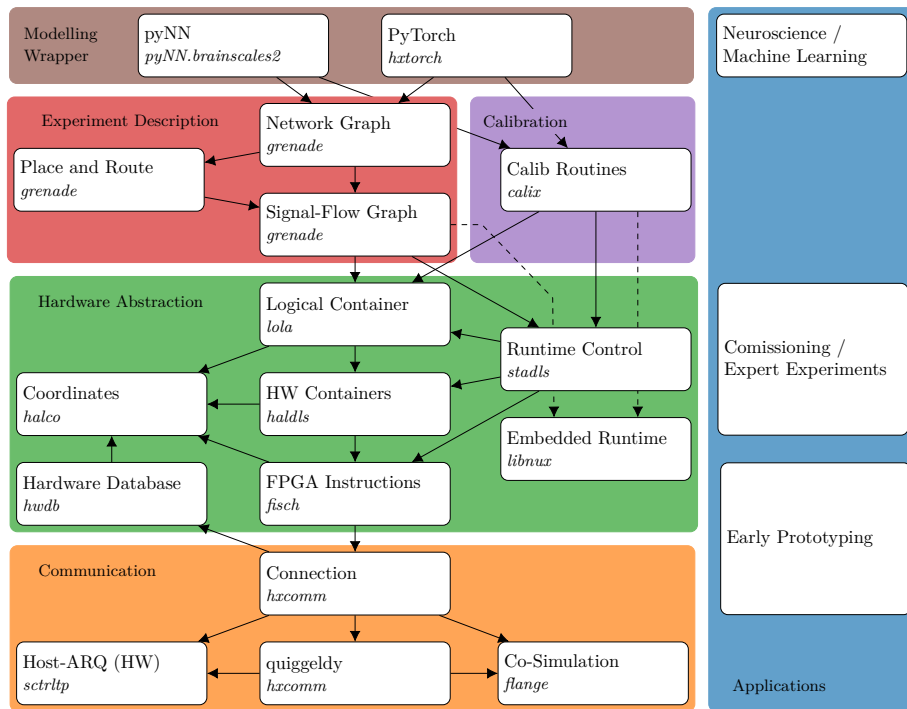 Modelling
Wrapper
pyNN
pyNN.brainscales2
PyTorch
hxtorch
Neuroscience /
Machine Learning
Experiment Description
Network Graph
grenade
Calibration
Place and Route
grenade
Calib Routines
calix
Signal-Flow Graph
grenade
Hardware Abstraction
Logical Container
lola
Runtime Control
stadls
Comissioning /
Expert Experiments
Coordinates
halco
HW Containers
haldls
Embedded Runtime
libnux
Hardware Database
hwdb
FPGA Instructions
fisch
Early Prototyping
Communication
Connection
hxcomm
Host-ARQ (HW)
sctrltp
quiggeldy
hxcomm
Co-Simulation
flange
Applications